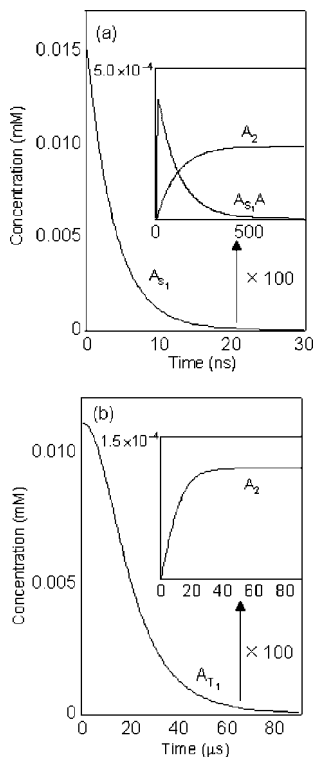 (a)
0.015
0.010
0.005
0
Concentration (mM)
5.0×10⁻⁴
A₂
A_S₁A
0 500
× 100
A_S₁
0 10 20 30
Time (ns)
(b)
0.010
0.005
0
Concentration (mM)
1.5×10⁻⁴
A₂
0 20 40 60 80
× 100
A_T₁
0 20 40 60 80
Time (μs)